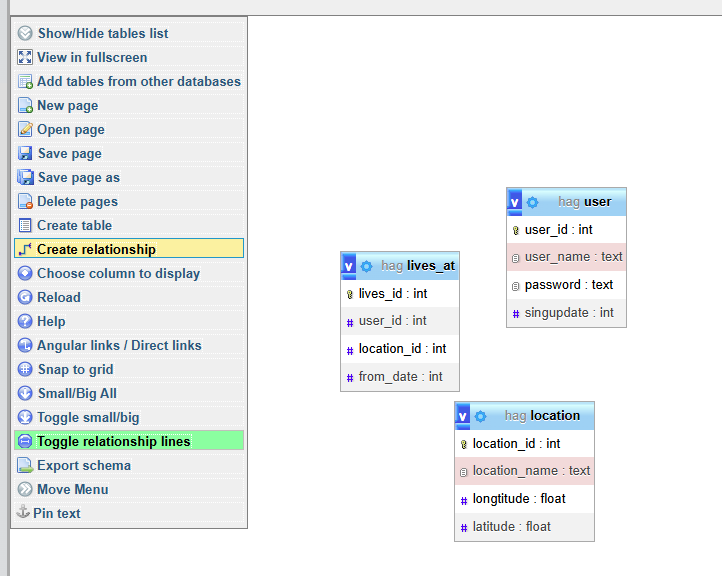 Show/Hide tables list
View in fullscreen
Add tables from other databases
New page
Open page
Save page
Save page as
Delete pages
Create table
Create relationship
Choose column to display
Reload
Help
Angular links / Direct links
Snap to grid
Small/Big All
Toggle small/big
Toggle relationship lines
Export schema
Move Menu
Pin text
v hag user
user_id : int
user_name : text
password : text
# singupdate : int
v hag lives_at
lives_id : int
# user_id : int
# location_id : int
# from_date : int
v hag location
location_id : int
location_name : text
# longtitude : float
# latitude : float